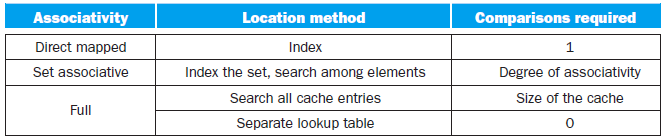 Associativity Location method Comparisons required
Direct mapped Index 1
Set associative Index the set, search among elements Degree of associativity
Full Search all cache entries Size of the cache
Separate lookup table 0